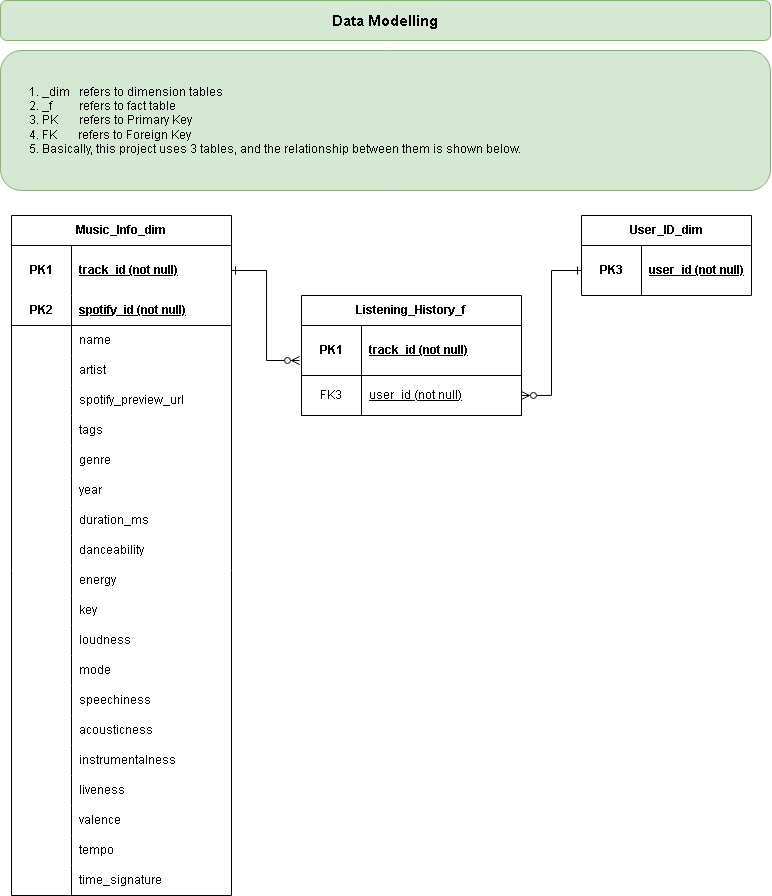 Data Modelling
1. _dim refers to dimension tables
2. _f refers to fact table
3. PK refers to Primary Key
4. FK refers to Foreign Key
5. Basically, this project uses 3 tables, and the relationship between them is shown below.
Music_Info_dim
PK1 track_id (not null)
PK2 spotify_id (not null)
name
artist
spotify_preview_url
tags
genre
year
duration_ms
danceability
energy
key
loudness
mode
speechiness
acousticness
instrumentalness
liveness
valence
tempo
time_signature
Listening_History_f
PK1 track_id (not null)
FK3 user_id (not null)
User_ID_dim
PK3 user_id (not null)